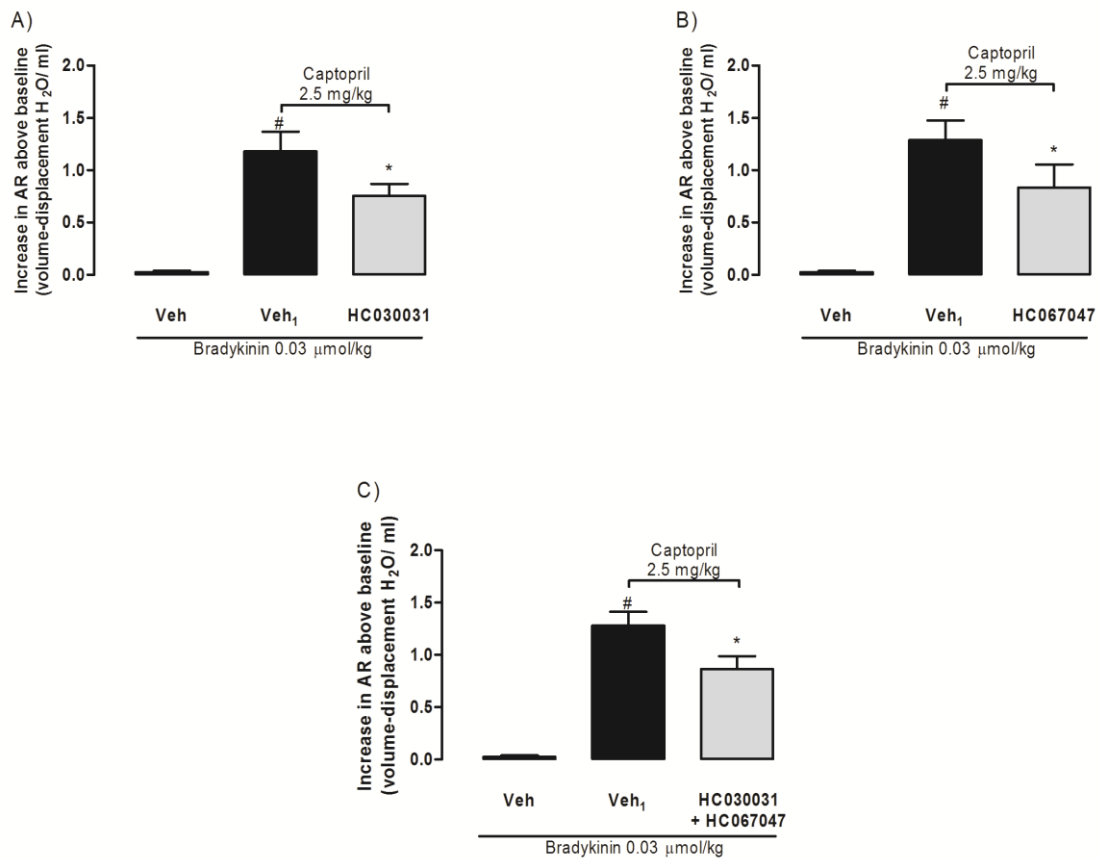 A)
Increase in AR above baseline
(volume-displacement H₂O/ ml)
2.0
1.5
1.0
0.5
0.0
Captopril
2.5 mg/kg
#
*
Veh
Veh₁
HC030031
Bradykinin 0.03 μmol/kg
B)
Increase in AR above baseline
(volume-displacement H₂O/ ml)
2.0
1.5
1.0
0.5
0.0
Captopril
2.5 mg/kg
#
*
Veh
Veh₁
HC067047
Bradykinin 0.03 μmol/kg
C)
Increase in AR above baseline
(volume-displacement H₂O/ ml)
2.0
1.5
1.0
0.5
0.0
Captopril
2.5 mg/kg
#
*
Veh
Veh₁
HC030031
+ HC067047
Bradykinin 0.03 μmol/kg